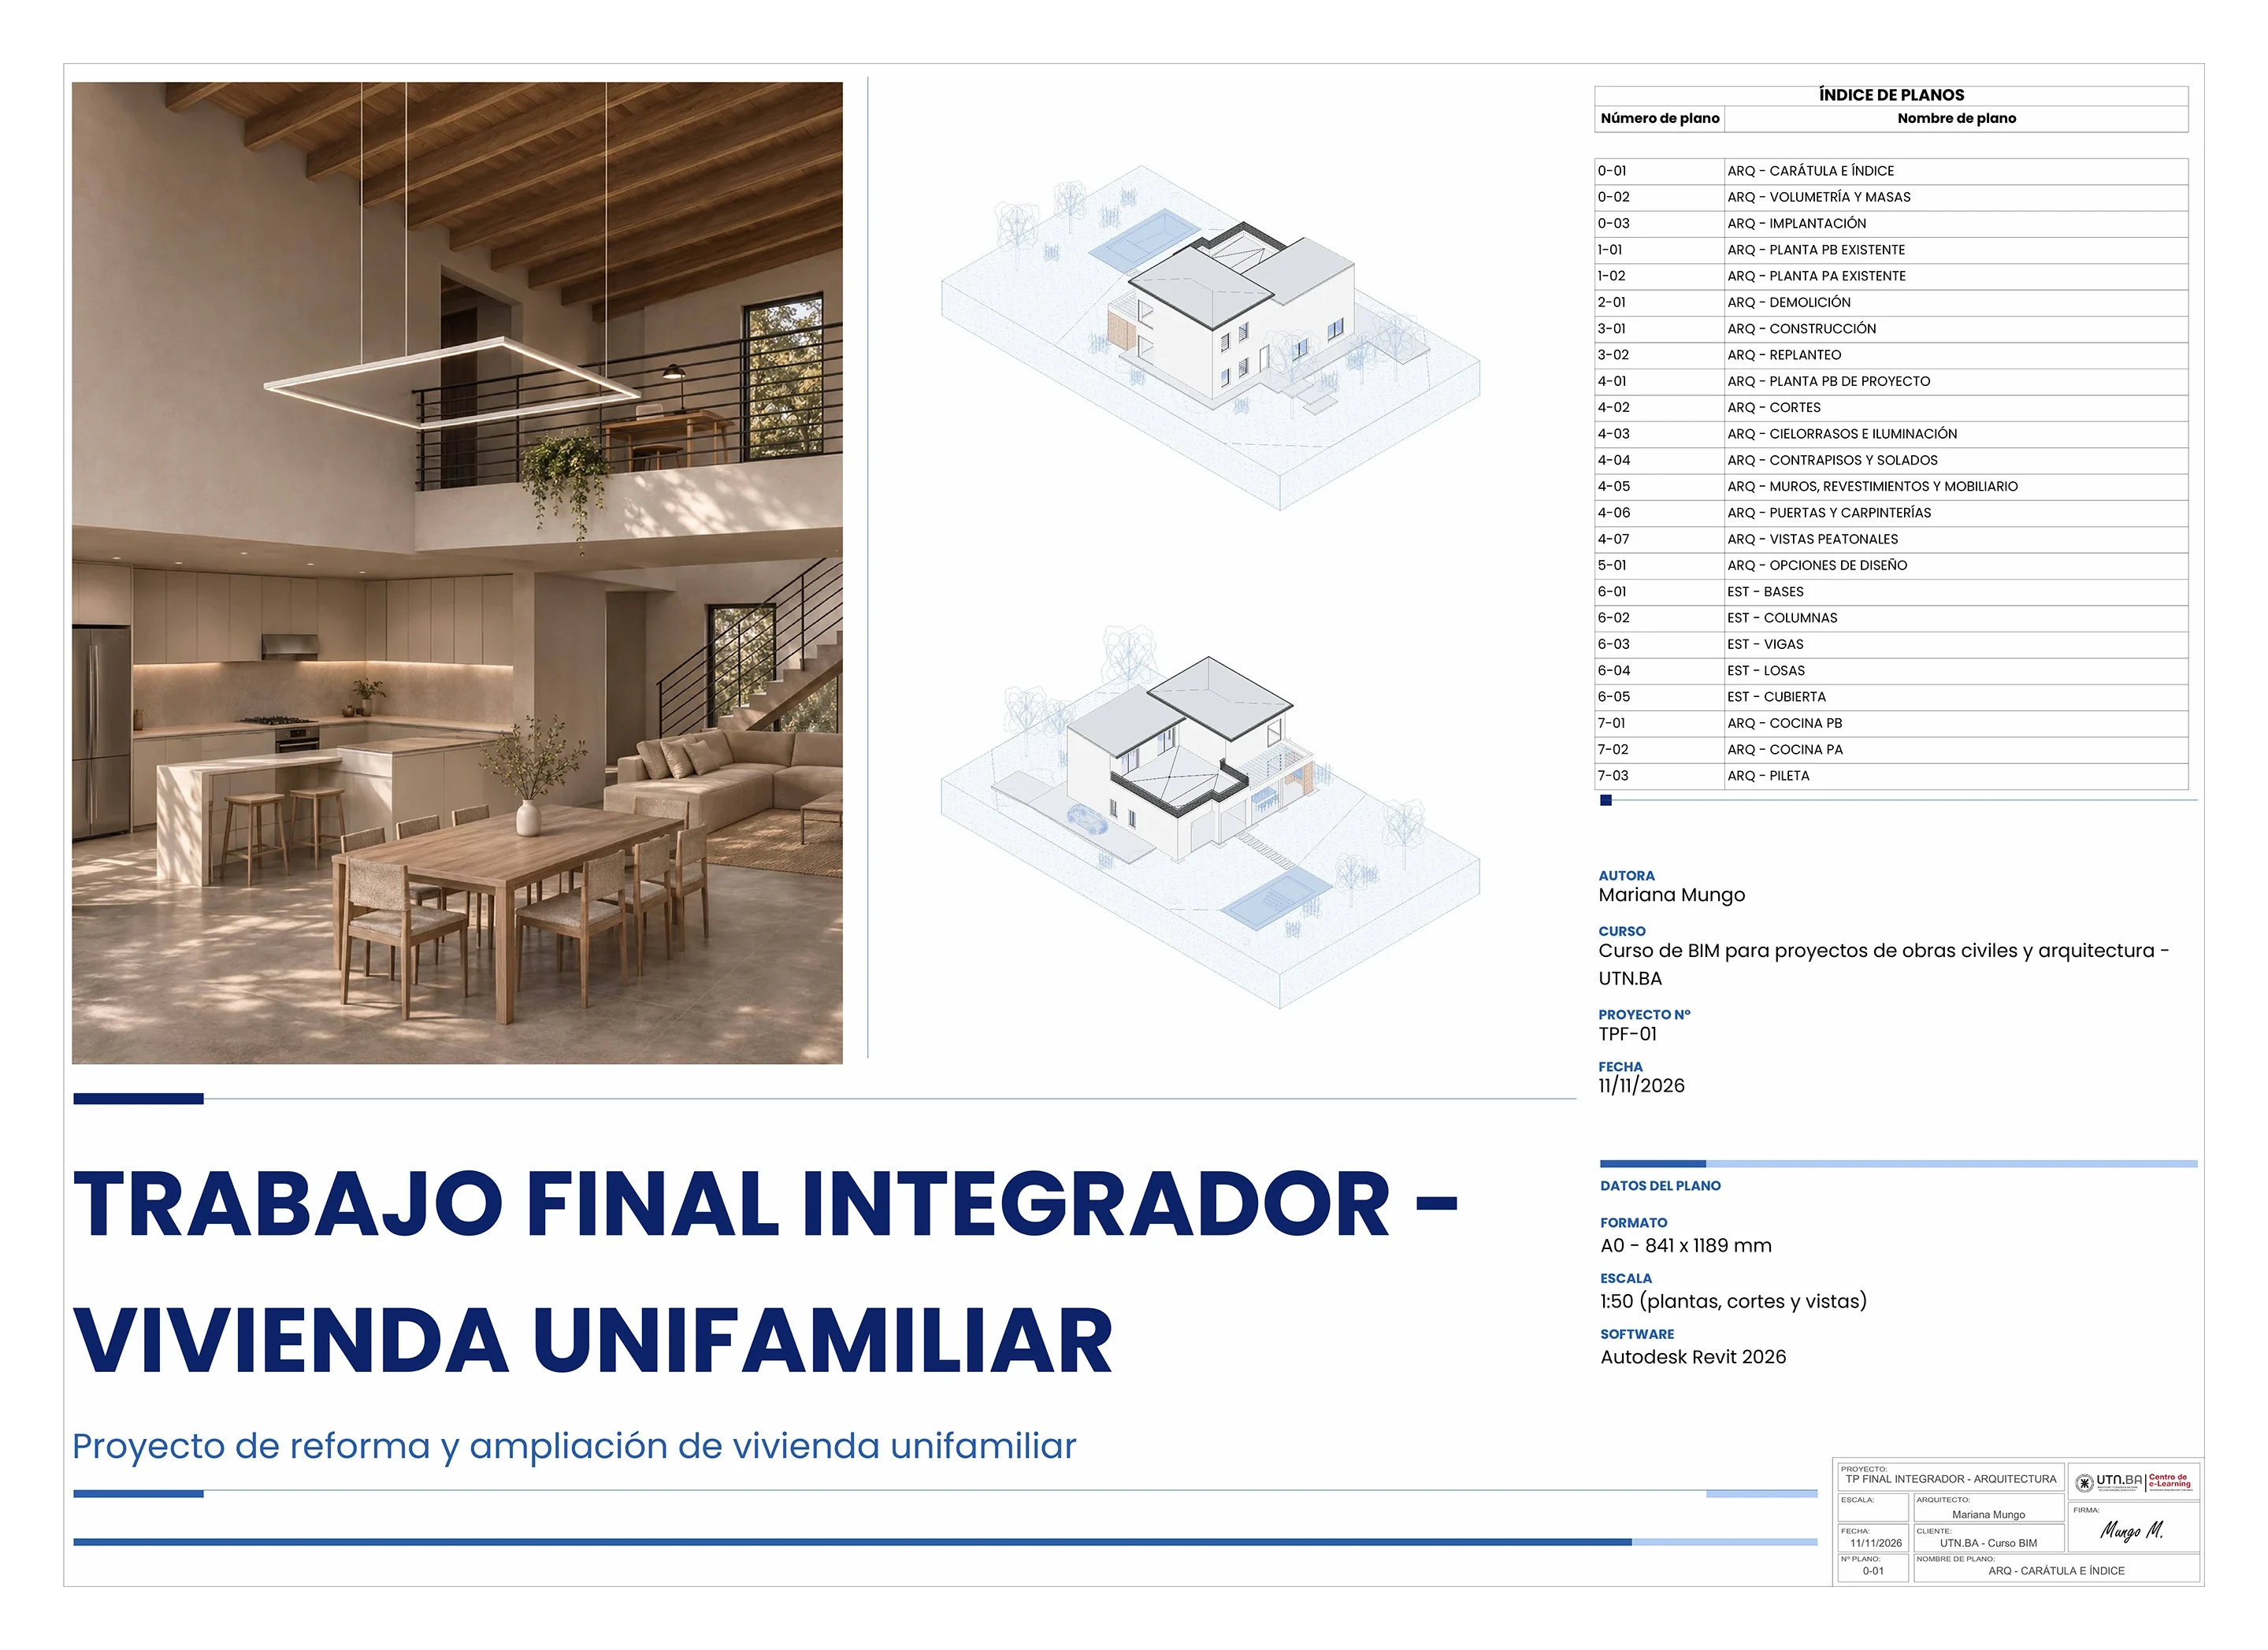 ÍNDICE DE PLANOS
Número de plano Nombre de plano
0-01 ARQ - CARÁTULA E ÍNDICE
0-02 ARQ - VOLUMETRÍA Y MASAS
0-03 ARQ - IMPLANTACIÓN
1-01 ARQ - PLANTA PB EXISTENTE
1-02 ARQ - PLANTA PA EXISTENTE
2-01 ARQ - DEMOLICIÓN
3-01 ARQ - CONSTRUCCIÓN
3-02 ARQ - REPLANTEO
4-01 ARQ - PLANTA PB DE PROYECTO
4-02 ARQ - CORTES
4-03 ARQ - CIELORRASOS E ILUMINACIÓN
4-04 ARQ - CONTRAPISOS Y SOLADOS
4-05 ARQ - MUROS, REVESTIMIENTOS Y MOBILIARIO
4-06 ARQ - PUERTAS Y CARPINTERÍAS
4-07 ARQ - VISTAS PEATONALES
5-01 ARQ - OPCIONES DE DISEÑO
6-01 EST - BASES
6-02 EST - COLUMNAS
6-03 EST - VIGAS
6-04 EST - LOSAS
6-05 EST - CUBIERTA
7-01 ARQ - COCINA PB
7-02 ARQ - COCINA PA
7-03 ARQ - PILETA
AUTORA
Mariana Mungo
CURSO
Curso de BIM para proyectos de obras civiles y arquitectura -
UTN.BA
PROYECTO Nº
TPF-01
FECHA
11/11/2026
TRABAJO FINAL INTEGRADOR -
VIVIENDA UNIFAMILIAR
Proyecto de reforma y ampliación de vivienda unifamiliar
DATOS DEL PLANO
FORMATO
A0 - 841 x 1189 mm
ESCALA
1:50 (plantas, cortes y vistas)
SOFTWARE
Autodesk Revit 2026
PROYECTO:
TP FINAL INTEGRADOR - ARQUITECTURA
UTN.BA Centro de
e-Learning
ESCALA:
ARQUITECTO:
Mariana Mungo
FIRMA:
Mungo M.
FECHA:
11/11/2026
CLIENTE:
UTN.BA - Curso BIM
Nº PLANO:
0-01
NOMBRE DE PLANO:
ARQ - CARÁTULA E ÍNDICE